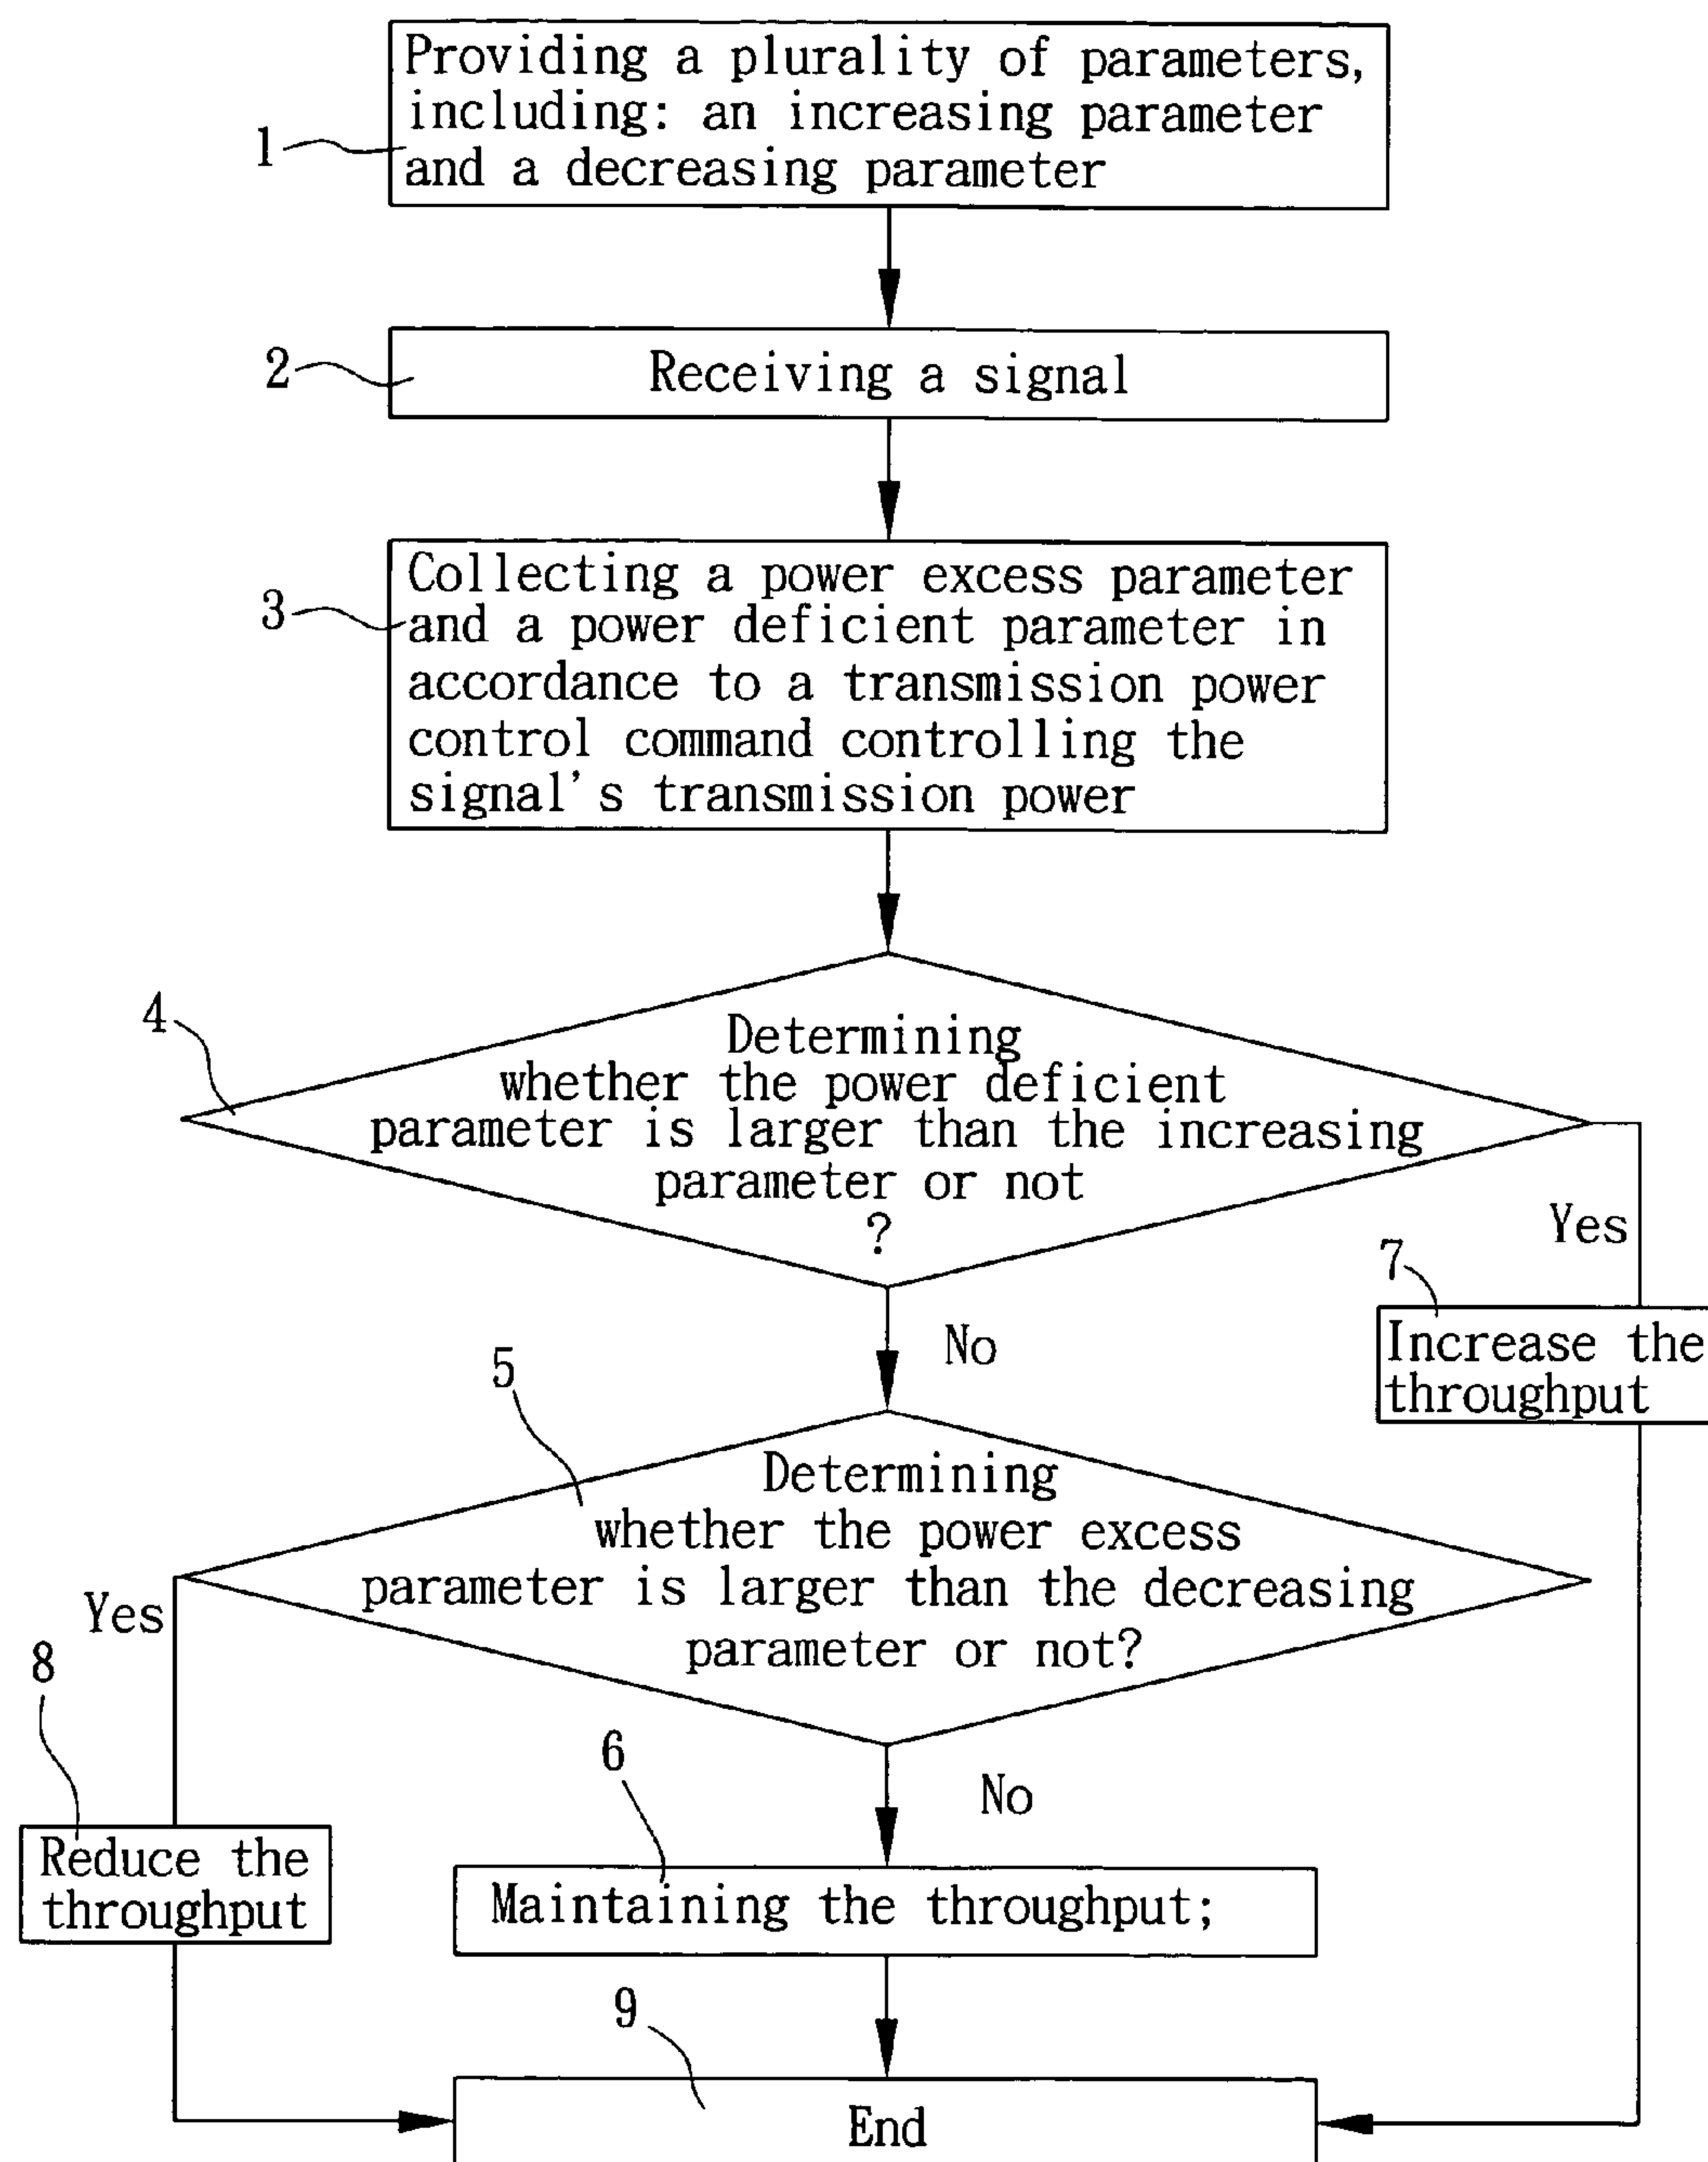 Providing a plurality of parameters,
including: an increasing parameter
and a decreasing parameter
1
2
Receiving a signal
3
Collecting a power excess parameter
and a power deficient parameter in
accordance to a transmission power
control command controlling the
signal's transmission power
4
Determining
whether the power deficient
parameter is larger than the increasing
parameter or not
?
Yes
7
Increase the
throughput
No
5
Determining
whether the power excess
parameter is larger than the decreasing
parameter or not?
Yes
8
Reduce the
throughput
No
6
Maintaining the throughput;
9
End